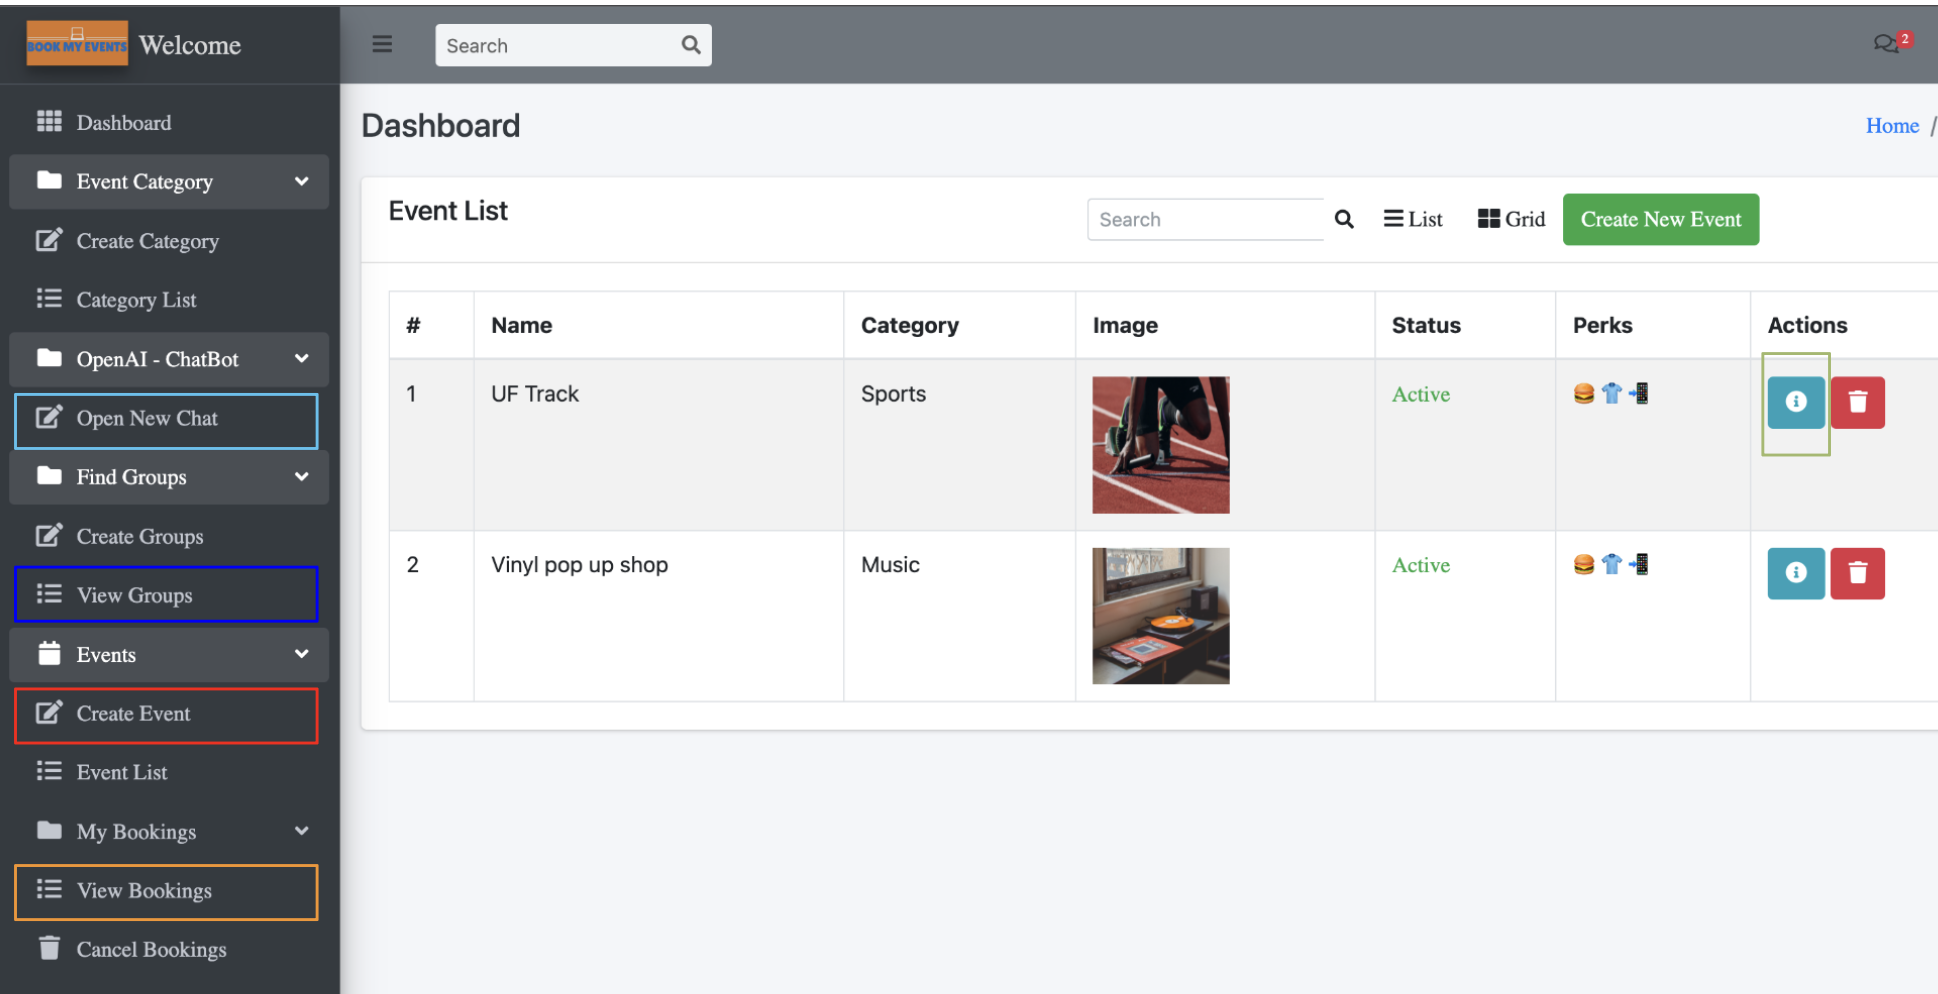 BOOK MY EVENTS Welcome
Search
2
Dashboard
Event Category
Create Category
Category List
OpenAI - ChatBot
Open New Chat
Find Groups
Create Groups
View Groups
Events
Create Event
Event List
My Bookings
View Bookings
Cancel Bookings
Dashboard
Home /
Event List
Search
List
Grid
Create New Event
# Name Category Image Status Perks Actions
1 UF Track Sports Active
2 Vinyl pop up shop Music Active